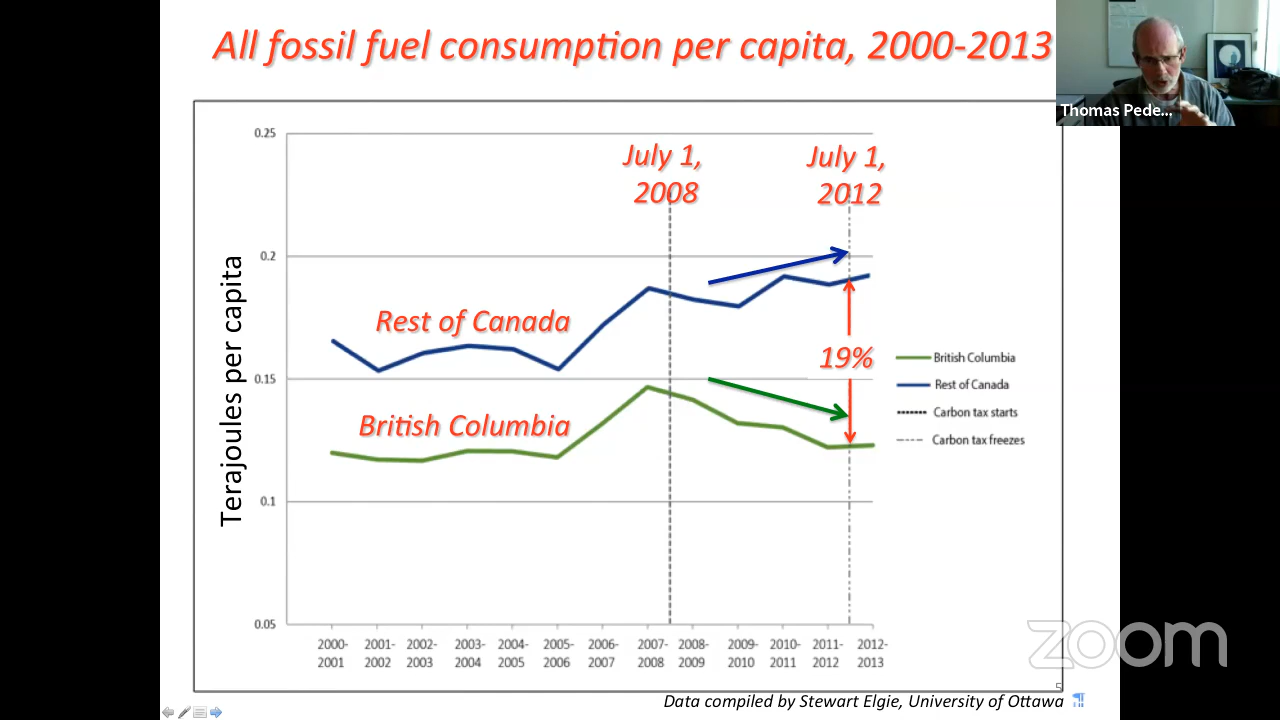 All fossil fuel consumption per capita, 2000-2013
Thomas Pede...
July 1,
2008
July 1,
2012
0.25
0.2
0.15
0.1
0.05
Terajoules per capita
Rest of Canada
British Columbia
19%
British Columbia
Rest of Canada
Carbon tax starts
Carbon tax freezes
2000-
2001
2001-
2002
2002-
2003
2003-
2004
2004-
2005
2005-
2006
2006-
2007
2007-
2008
2008-
2009
2009-
2010
2010-
2011
2011-
2012
2012-
2013
zoom
5
Data compiled by Stewart Elgie, University of Ottawa ¶